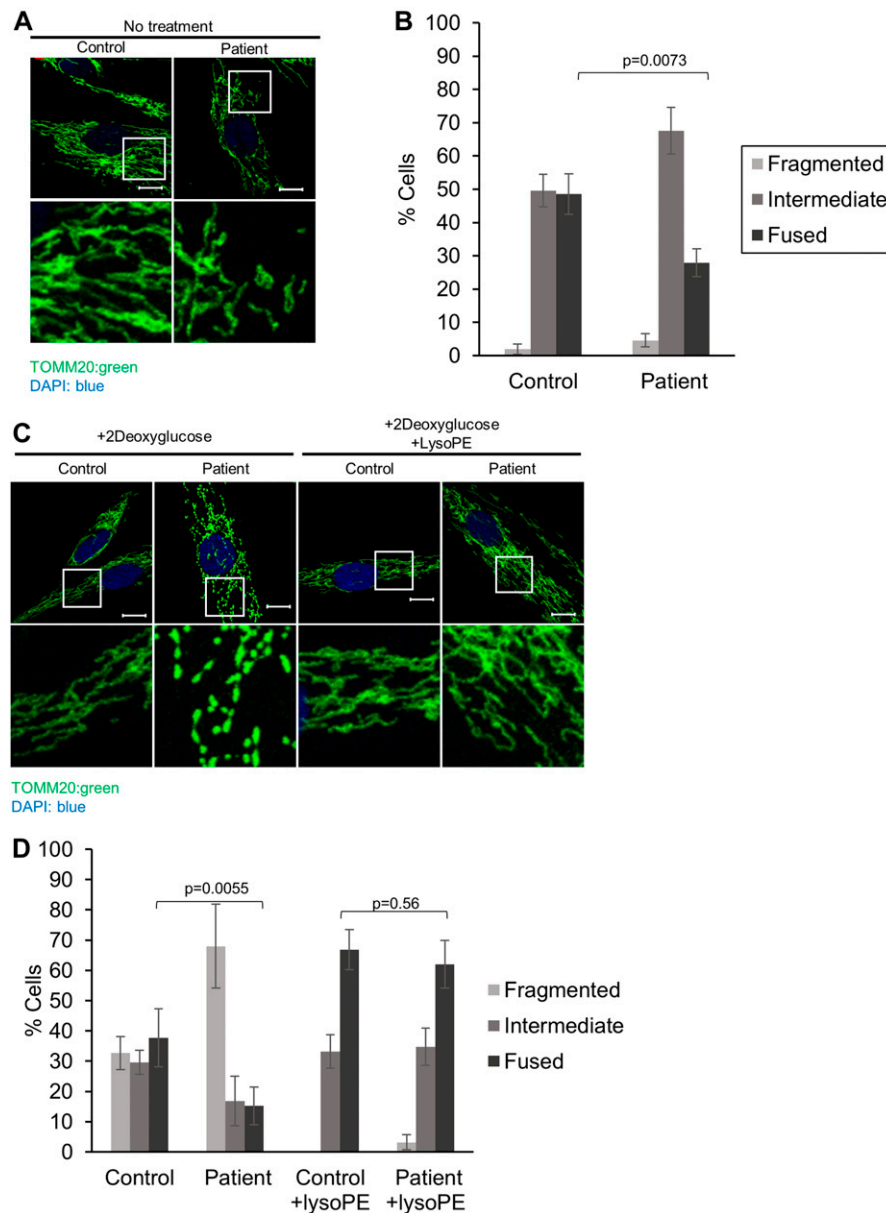 A
No treatment
Control Patient
TOMM20:green
DAPI: blue
B
100
90
80
70
60
50
40
30
20
10
0
% Cells
p=0.0073
Control Patient
Fragmented
Intermediate
Fused
C
+2Deoxyglucose
+2Deoxyglucose
+LysoPE
Control Patient Control Patient
TOMM20:green
DAPI: blue
D
100
90
80
70
60
50
40
30
20
10
0
% Cells
p=0.0055
p=0.56
Control Patient Control
+lysoPE Patient
+lysoPE
Fragmented
Intermediate
Fused